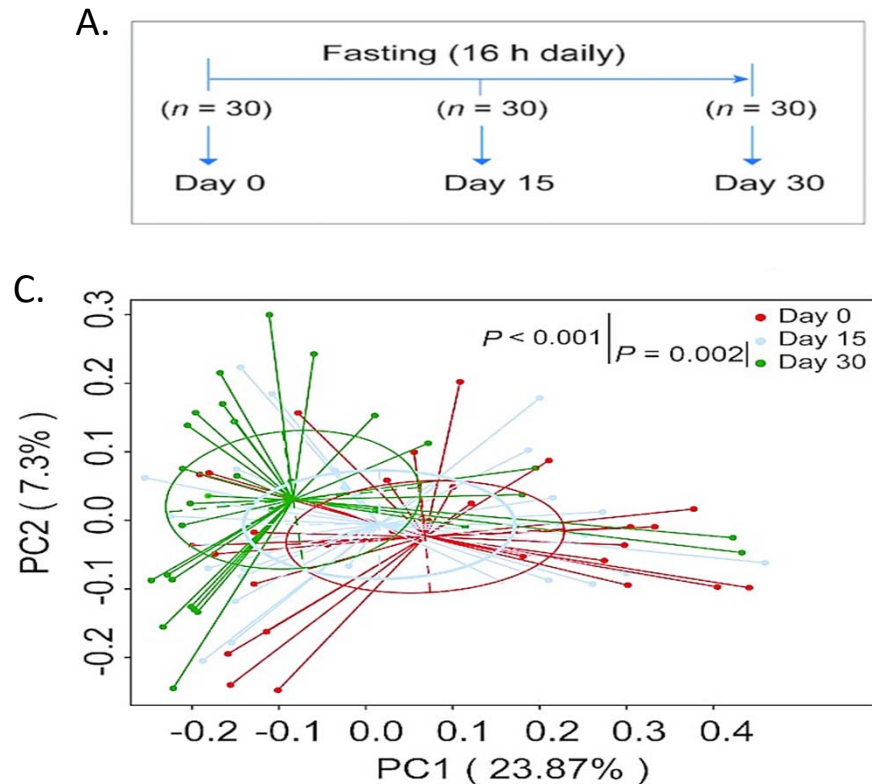 A.
Fasting (16 h daily)
(n = 30) (n = 30) (n = 30)
Day 0 Day 15 Day 30
C.
P < 0.001
P = 0.002
Day 0
Day 15
Day 30
PC2 ( 7.3%)
0.3
0.2
0.1
0.0
-0.1
-0.2
-0.2 -0.1 0.0 0.1 0.2 0.3 0.4
PC1 ( 23.87% )